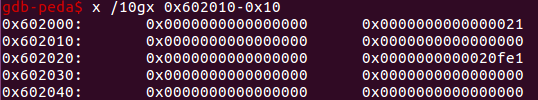 gdb-peda$ x /10gx 0x602010-0x10
0x602000: 0x0000000000000000 0x0000000000000021
0x602010: 0x0000000000000000 0x0000000000000000
0x602020: 0x0000000000000000 0x0000000000020fe1
0x602030: 0x0000000000000000 0x0000000000000000
0x602040: 0x0000000000000000 0x0000000000000000